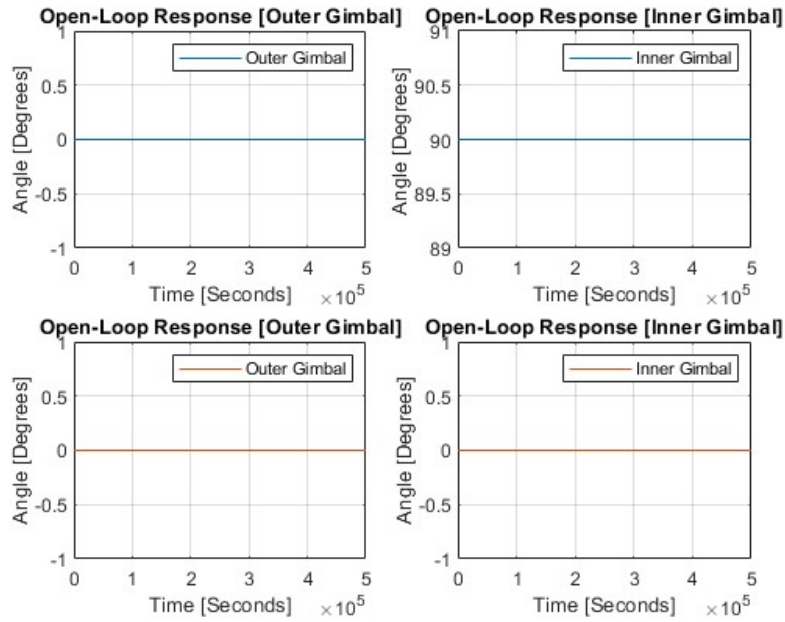 Open-Loop Response [Outer Gimbal]
1
0.5
0
-0.5
-1
Angle [Degrees]
Outer Gimbal
0 1 2 3 4 5
Time [Seconds] ×10^5
Open-Loop Response [Inner Gimbal]
91
90.5
90
89.5
89
Angle [Degrees]
Inner Gimbal
0 1 2 3 4 5
Time [Seconds] ×10^5
Open-Loop Response [Outer Gimbal]
1
0.5
0
-0.5
-1
Angle [Degrees]
Outer Gimbal
0 1 2 3 4 5
Time [Seconds] ×10^5
Open-Loop Response [Inner Gimbal]
1
0.5
0
-0.5
-1
Angle [Degrees]
Inner Gimbal
0 1 2 3 4 5
Time [Seconds] ×10^5